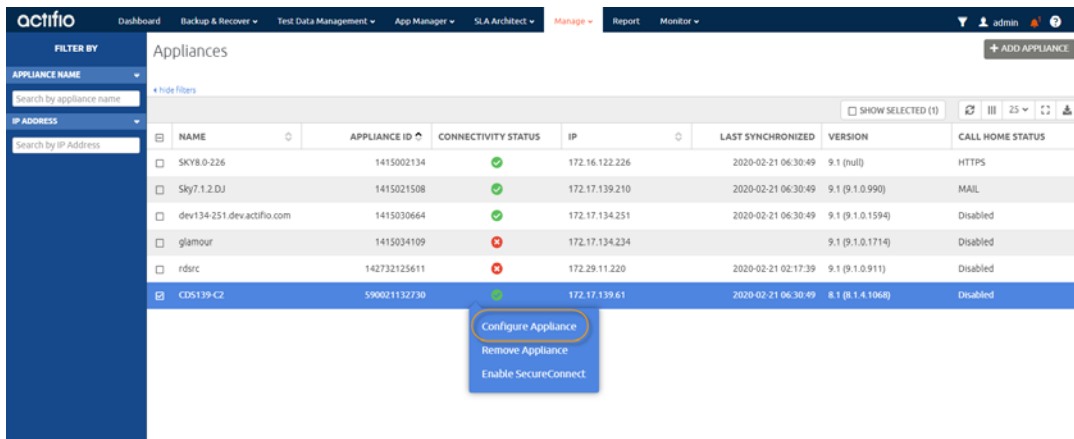 actifio Dashboard Backup & Recover Test Data Management App Manager SLA Architect Manage Report Monitor admin
FILTER BY
APPLIANCE NAME
Search by appliance name
IP ADDRESS
Search by IP Address
Appliances
+ ADD APPLIANCE
hide filters
SHOW SELECTED (1) 25
NAME APPLIANCE ID CONNECTIVITY STATUS IP LAST SYNCHRONIZED VERSION CALL HOME STATUS
SKY8.0-226 1415002134 172.16.122.226 2020-02-21 06:30:49 9.1 (null) HTTPS
Sky7.1.2.DJ 1415021508 172.17.139.210 2020-02-21 06:30:49 9.1 (9.1.0.990) MAIL
dev134-251.dev.actifio.com 1415030664 172.17.134.251 2020-02-21 06:30:49 9.1 (9.1.0.1594) Disabled
glamour 1415034109 172.17.134.234 9.1 (9.1.0.1714) Disabled
rdsrc 142732125611 172.29.11.220 2020-02-21 02:17:39 9.1 (9.1.0.911) Disabled
CDS139-C2 590021132730 172.17.139.61 2020-02-21 06:30:49 8.1 (8.1.4.1068) Disabled
Configure Appliance
Remove Appliance
Enable SecureConnect